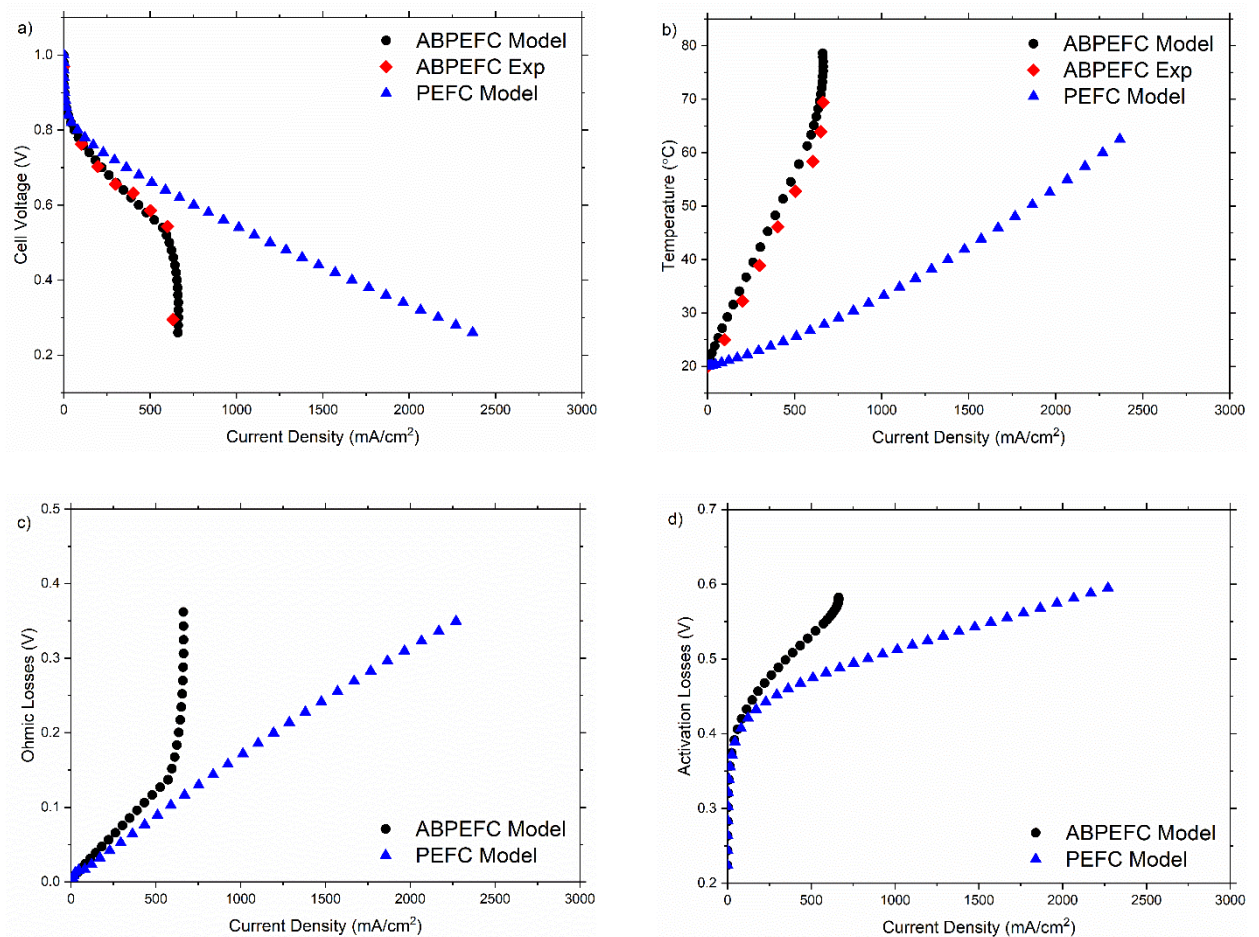 a)
ABPEFC Model
ABPEFC Exp
PEFC Model
1.0
0.8
0.6
0.4
0.2
Cell Voltage (V)
0 500 1000 1500 2000 2500 3000
Current Density (mA/cm²)
b)
ABPEFC Model
ABPEFC Exp
PEFC Model
80
70
60
50
40
30
20
Temperature (°C)
0 500 1000 1500 2000 2500 3000
Current Density (mA/cm²)
c)
0.5
0.4
0.3
0.2
0.1
0.0
Ohmic Losses (V)
ABPEFC Model
PEFC Model
0 500 1000 1500 2000 2500 3000
Current Density (mA/cm²)
d)
0.7
0.6
0.5
0.4
0.3
0.2
Activation Losses (V)
ABPEFC Model
PEFC Model
0 500 1000 1500 2000 2500 3000
Current Density (mA/cm²)